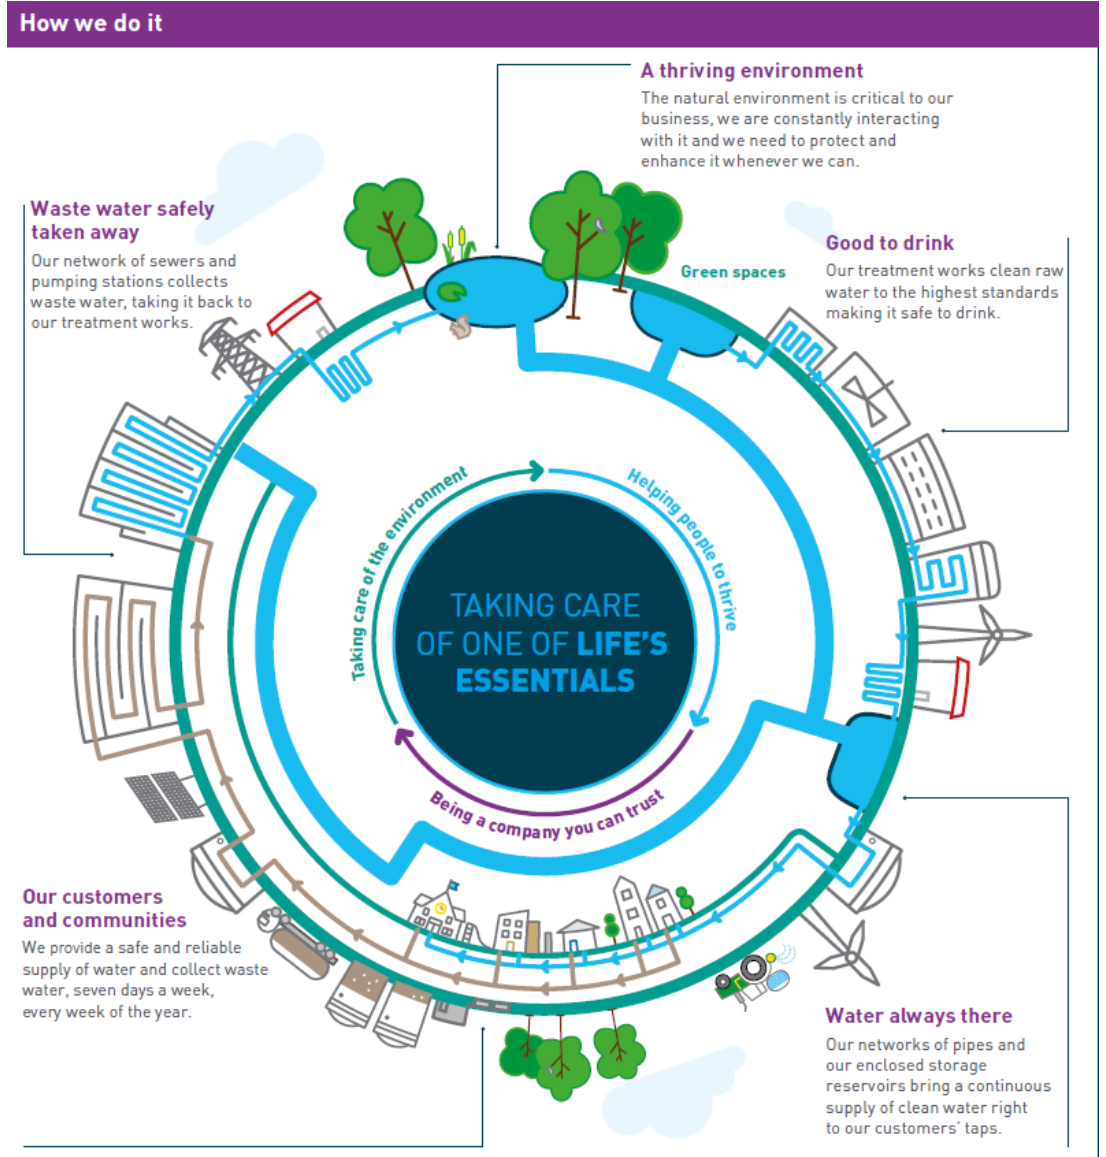 How we do it
A thriving environment
The natural environment is critical to our
business, we are constantly interacting
with it and we need to protect and
enhance it whenever we can.
Waste water safely
taken away
Our network of sewers and
pumping stations collects
waste water, taking it back to
our treatment works.
Green spaces
Good to drink
Our treatment works clean raw
water to the highest standards
making it safe to drink.
Taking care of the environment
Helping people to thrive
TAKING CARE
OF ONE OF LIFE'S
ESSENTIALS
Being a company you can trust
Our customers
and communities
We provide a safe and reliable
supply of water and collect waste
water, seven days a week,
every week of the year.
Water always there
Our networks of pipes and
our enclosed storage
reservoirs bring a continuous
supply of clean water right
to our customers' taps.